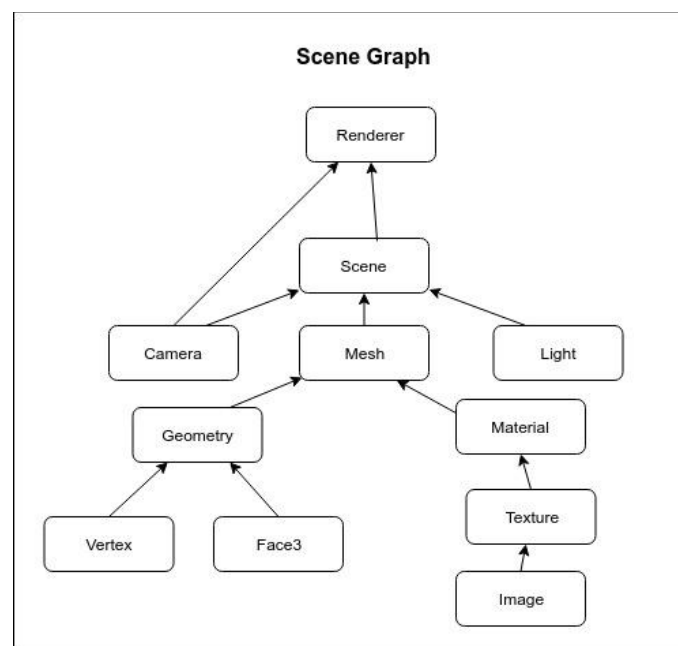 Scene Graph
Renderer
Scene
Camera
Mesh
Light
Geometry
Material
Vertex
Face3
Texture
Image